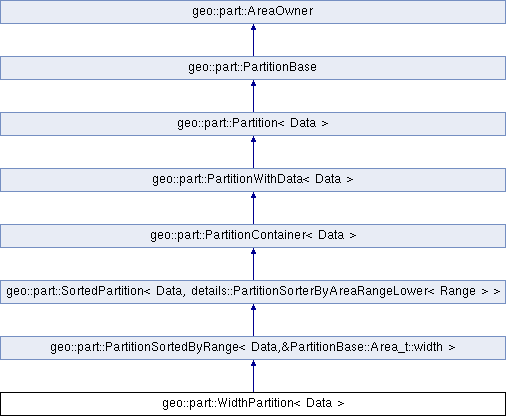 geo::part::AreaOwner
geo::part::PartitionBase
geo::part::Partition< Data >
geo::part::PartitionWithData< Data >
geo::part::PartitionContainer< Data >
geo::part::SortedPartition< Data, details::PartitionSorterByAreaRangeLower< Range > >
geo::part::PartitionSortedByRange< Data,&PartitionBase::Area_t::width >
geo::part::WidthPartition< Data >